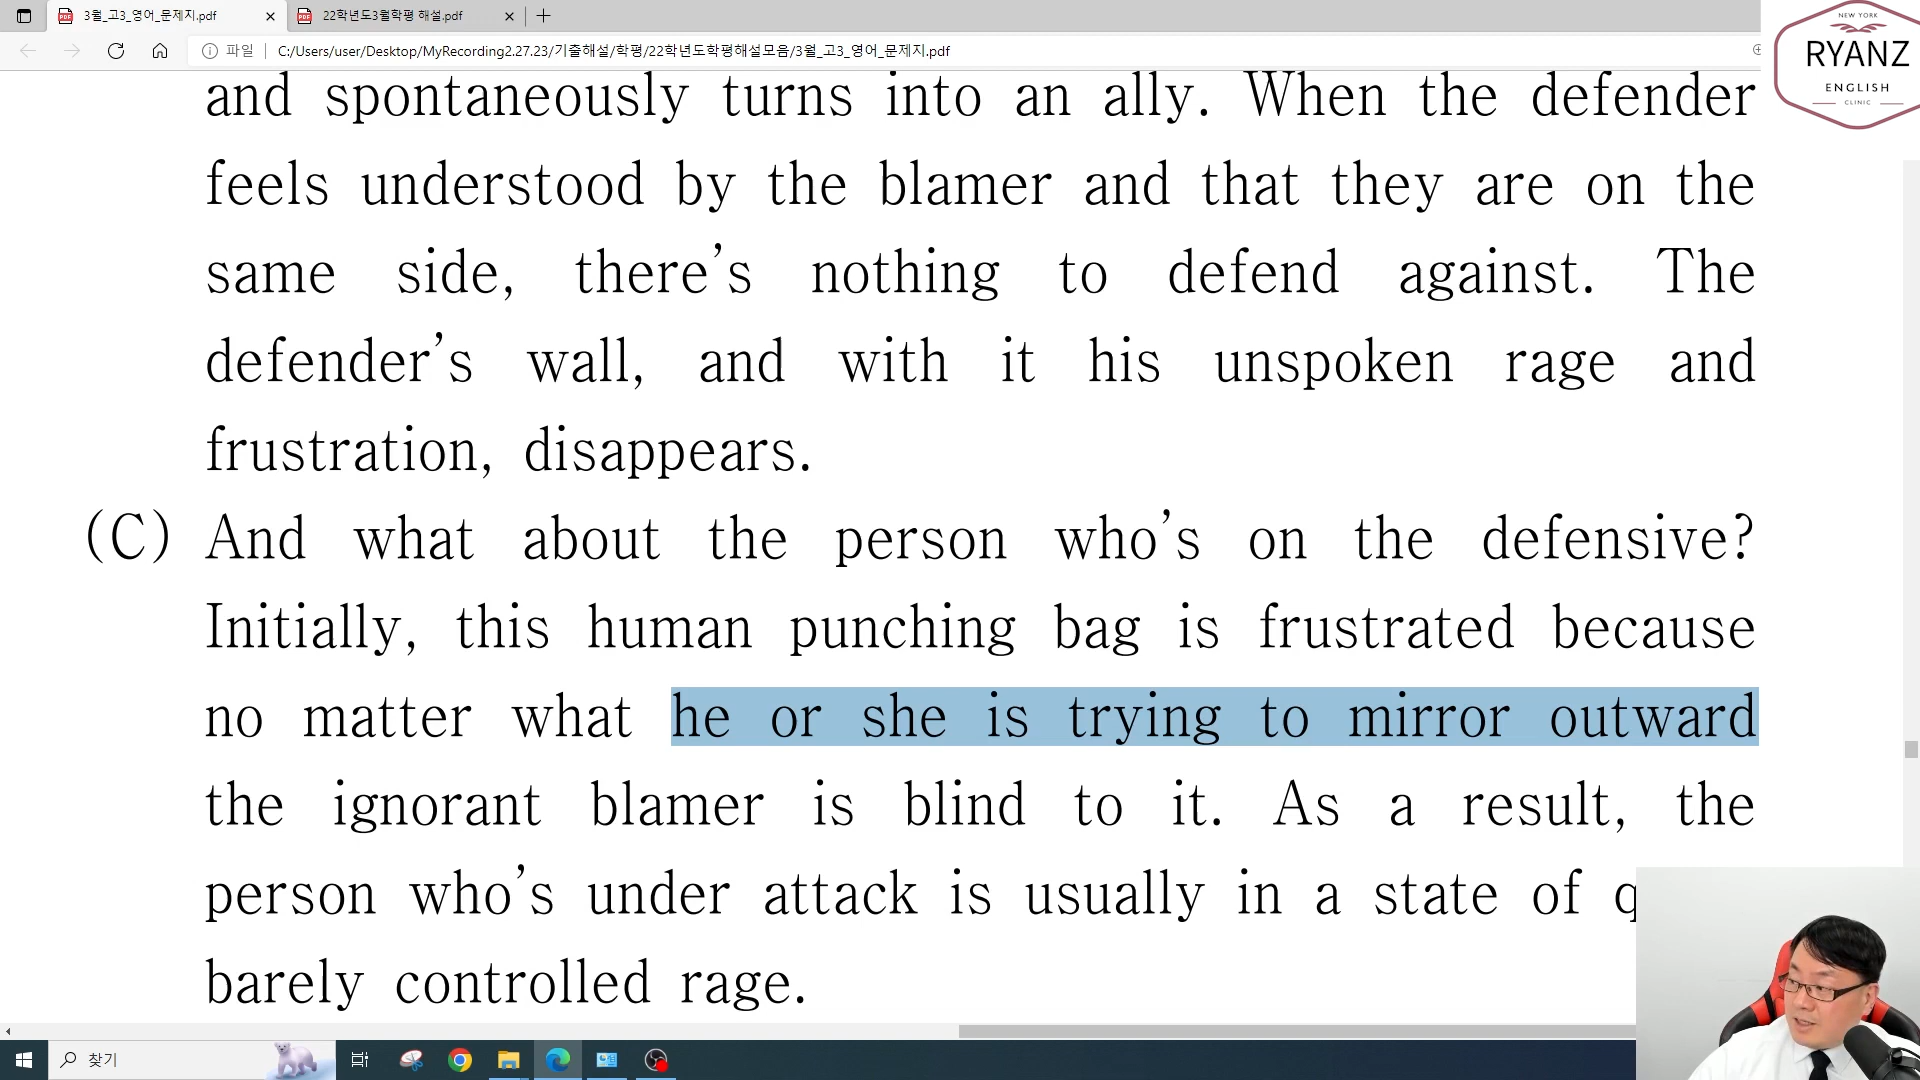 3월_고3_영어_문제지.pdf
22학년도3월학평 해설.pdf
파일
C:/Users/user/Desktop/MyRecording2.27.23/기출해설/학평/22학년도학평해설모음/3월_고3_영어_문제지.pdf
NEW YORK
RYANZ
ENGLISH
CLINIC
and spontaneously turns into an ally. When the defender
feels understood by the blamer and that they are on the
same side, there's nothing to defend against. The
defender's wall, and with it his unspoken rage and
frustration, disappears.
(C) And what about the person who's on the defensive?
Initially, this human punching bag is frustrated because
no matter what he or she is trying to mirror outward
the ignorant blamer is blind to it. As a result, the
person who's under attack is usually in a state of
barely controlled rage.
찾기